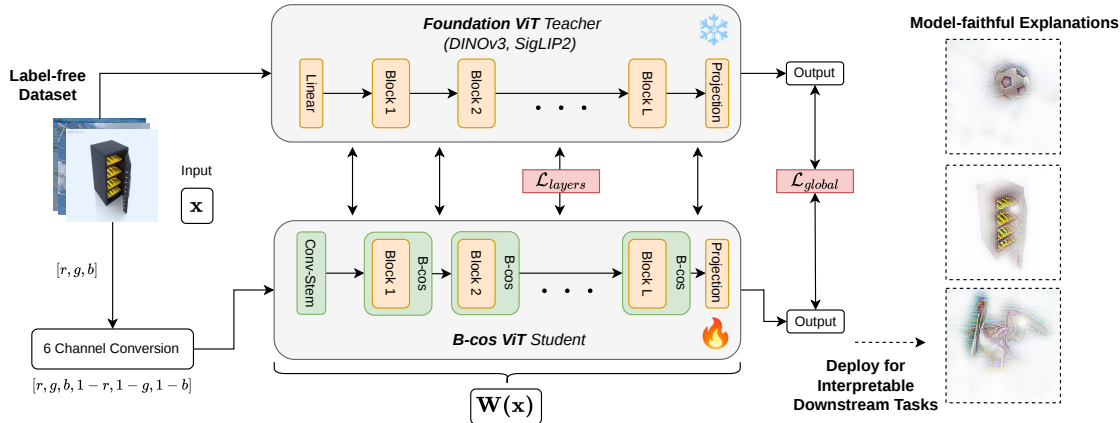 Label-free
Dataset
Input
x
[r, g, b]
6 Channel Conversion
[r, g, b, 1 − r, 1 − g, 1 − b]
Foundation ViT Teacher
(DINOv3, SigLIP2)
Linear
Block 1
Block 2
. . .
Block L
Projection
Output
L_layers
L_global
Conv-Stem
Block 1
B-cos
Block 2
B-cos
. . .
Block L
B-cos
Projection
Output
B-cos ViT Student
W(x)
Deploy for
Interpretable
Downstream Tasks
Model-faithful Explanations